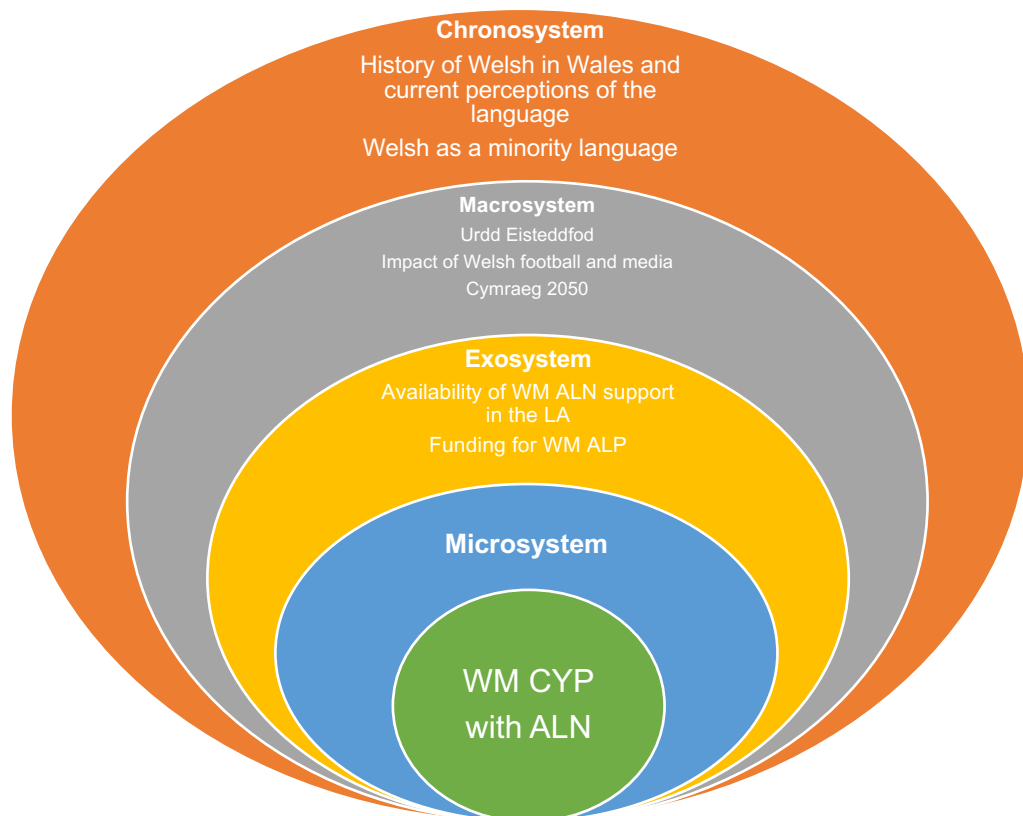 Chronosystem
History of Welsh in Wales and
current perceptions of the
language
Welsh as a minority language
Macrosystem
Urdd Eisteddfod
Impact of Welsh football and media
Cymraeg 2050
Exosystem
Availability of WM ALN support
in the LA
Funding for WM ALP
Microsystem
WM CYP
with ALN